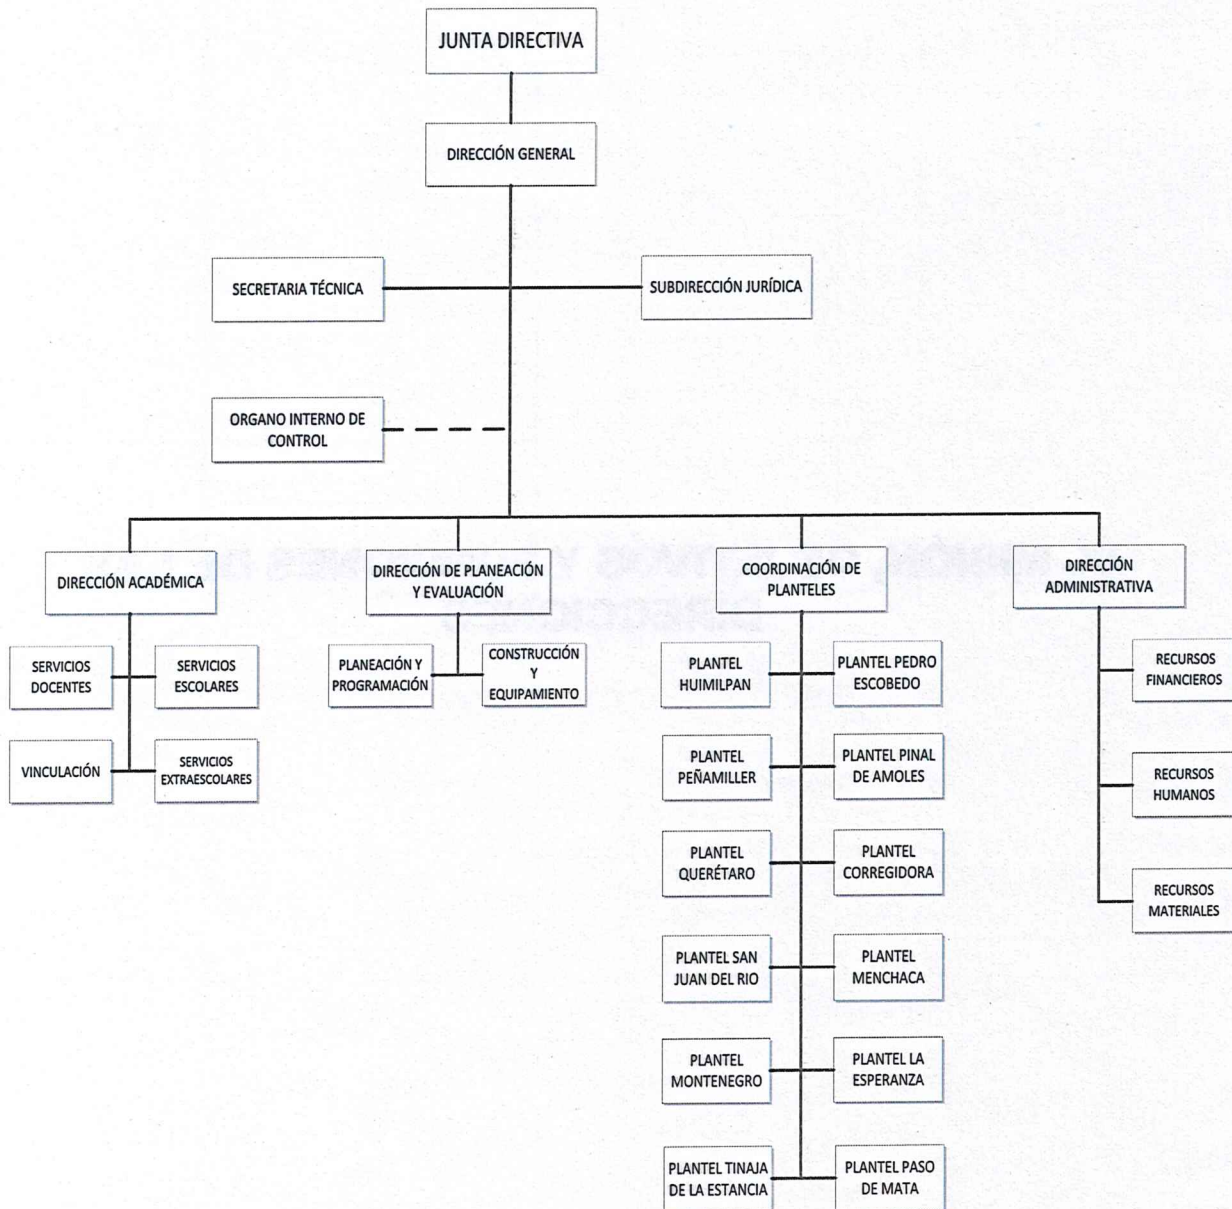 JUNTA DIRECTIVA
DIRECCIÓN GENERAL
SECRETARIA TÉCNICA
SUBDIRECCIÓN JURÍDICA
ORGANO INTERNO DE
CONTROL
DIRECCIÓN ACADÉMICA
DIRECCIÓN DE PLANEACIÓN
Y EVALUACIÓN
COORDINACIÓN DE
PLANTELES
DIRECCIÓN
ADMINISTRATIVA
SERVICIOS
DOCENTES
SERVICIOS
ESCOLARES
VINCULACIÓN
SERVICIOS
EXTRAESCOLARES
PLANEACIÓN Y
PROGRAMACIÓN
CONSTRUCCIÓN
Y
EQUIPAMIENTO
PLANTEL
HUIMILPAN
PLANTEL PEDRO
ESCOBEDO
PLANTEL
PEÑAMILLER
PLANTEL PINAL
DE AMOLES
PLANTEL
QUERÉTARO
PLANTEL
CORREGIDORA
PLANTEL SAN
JUAN DEL RIO
PLANTEL
MENCHACA
PLANTEL
MONTENEGRO
PLANTEL LA
ESPERANZA
PLANTEL TINAJA
DE LA ESTANCIA
PLANTEL PASO
DE MATA
RECURSOS
FINANCIEROS
RECURSOS
HUMANOS
RECURSOS
MATERIALES